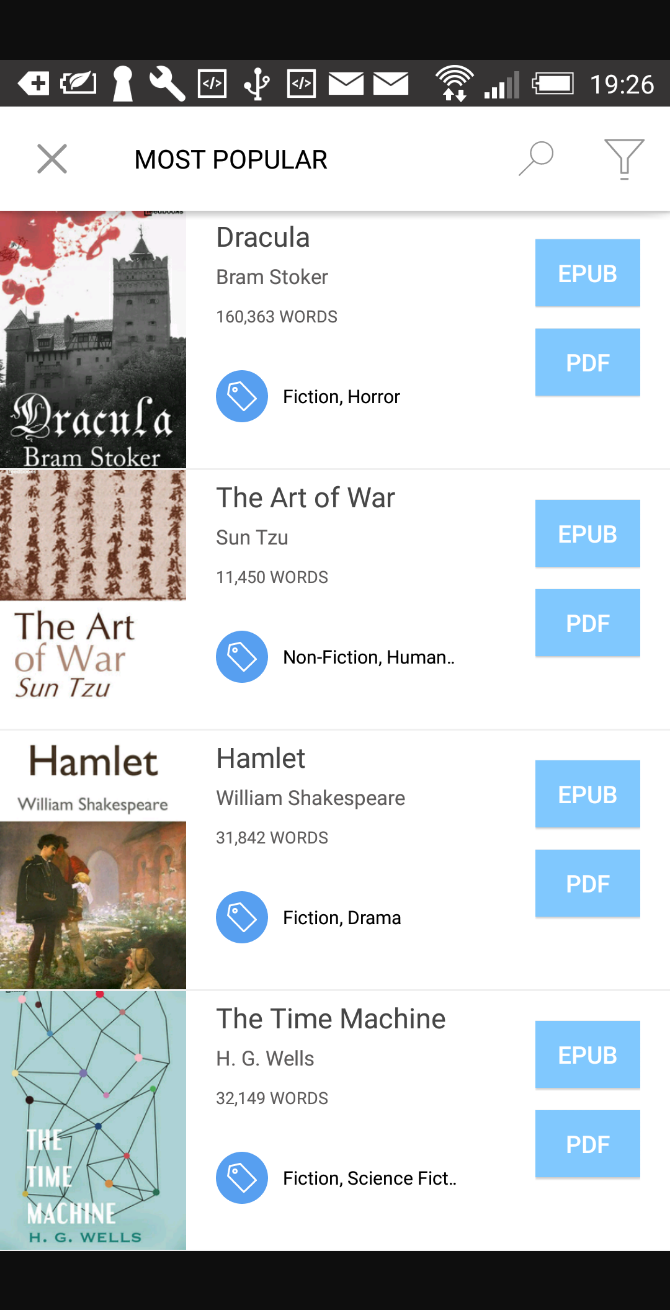 19:26
MOST POPULAR
Dracula
Bram Stoker
160,363 WORDS
Fiction, Horror
EPUB
PDF
Dracula
Bram Stoker
The Art of War
Sun Tzu
11,450 WORDS
Non-Fiction, Human..
EPUB
PDF
The Art
of War
Sun Tzu
Hamlet
William Shakespeare
31,842 WORDS
Fiction, Drama
EPUB
PDF
Hamlet
William Shakespeare
The Time Machine
H. G. Wells
32,149 WORDS
Fiction, Science Fict..
EPUB
PDF
THE
TIME
MACHINE
H. G. WELLS